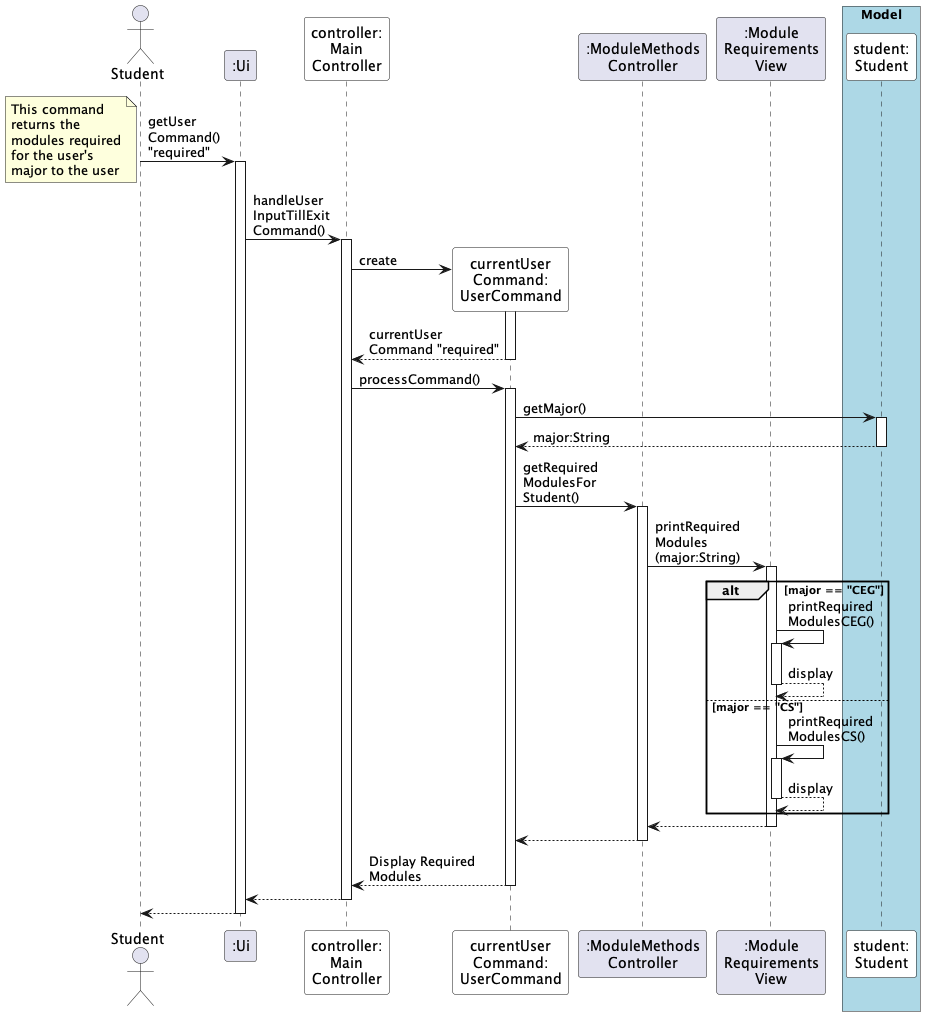 Model
controller:
Main
Controller
:Module
Requirements
View
:ModuleMethods
Controller
student:
Student
:Ui
Student
This command
returns the
modules required
for the user's
major to the user
getUser
Command()
"required"
handleUser
InputTillExit
Command()
create
currentUser
Command:
UserCommand
currentUser
Command "required"
processCommand()
getMajor()
major:String
getRequired
ModulesFor
Student()
printRequired
Modules
(major:String)
alt
[major == "CEG"]
printRequired
ModulesCEG()
display
[major == "CS"]
printRequired
ModulesCS()
display
Display Required
Modules
Student
:Ui
controller:
Main
Controller
currentUser
Command:
UserCommand
:ModuleMethods
Controller
:Module
Requirements
View
student:
Student